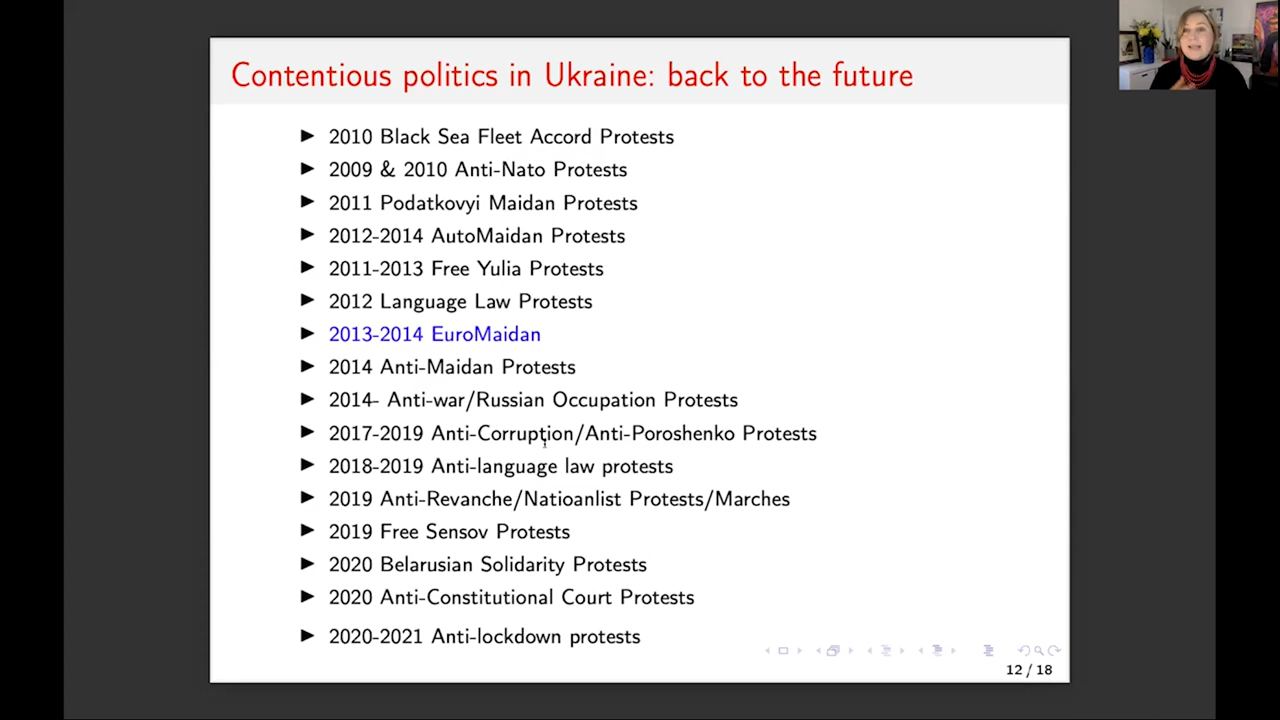 Contentious politics in Ukraine: back to the future
▶ 2010 Black Sea Fleet Accord Protests
▶ 2009 & 2010 Anti-Nato Protests
▶ 2011 Podatkovyi Maidan Protests
▶ 2012-2014 AutoMaidan Protests
▶ 2011-2013 Free Yulia Protests
▶ 2012 Language Law Protests
▶ 2013-2014 EuroMaidan
▶ 2014 Anti-Maidan Protests
▶ 2014- Anti-war/Russian Occupation Protests
▶ 2017-2019 Anti-Corruption/Anti-Poroshenko Protests
▶ 2018-2019 Anti-language law protests
▶ 2019 Anti-Revanche/Natioanlist Protests/Marches
▶ 2019 Free Sensov Protests
▶ 2020 Belarusian Solidarity Protests
▶ 2020 Anti-Constitutional Court Protests
▶ 2020-2021 Anti-lockdown protests
12 / 18